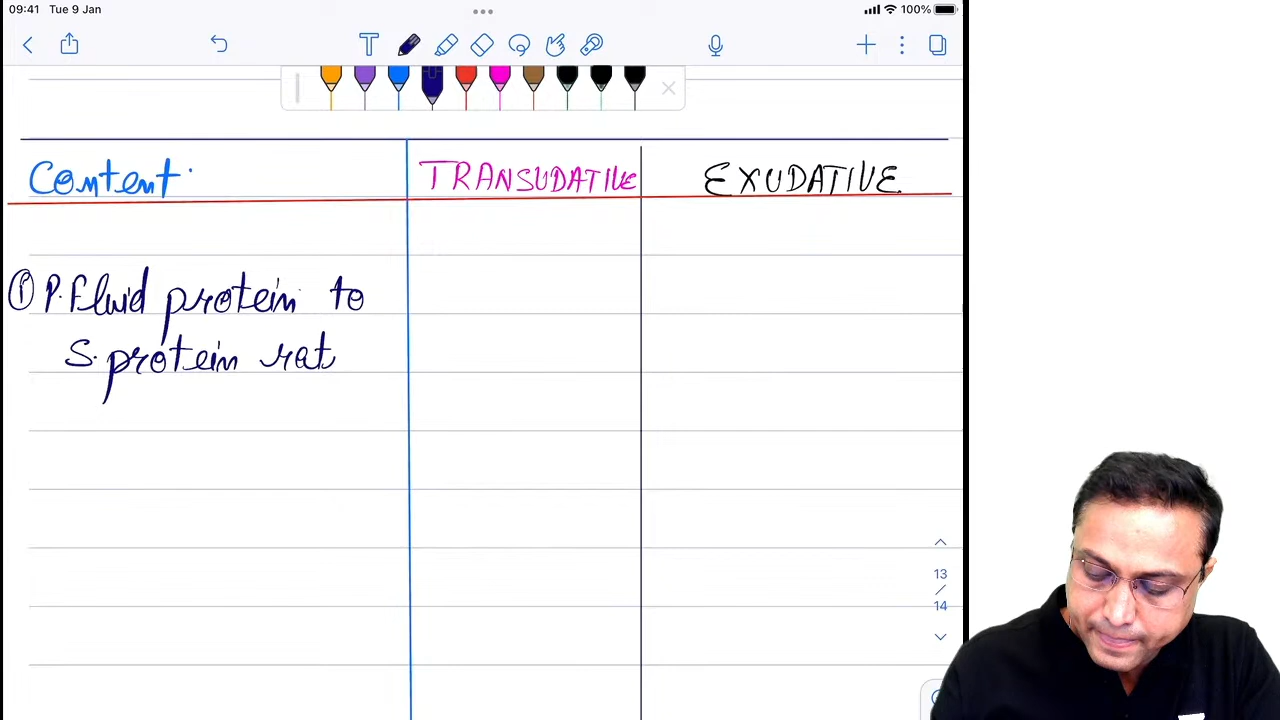 09:41 Tue 9 Jan
100%
Content
TRANSUDATIVE
EXUDATIVE
① P. Fluid protein to
S. protein rat
13
/
14